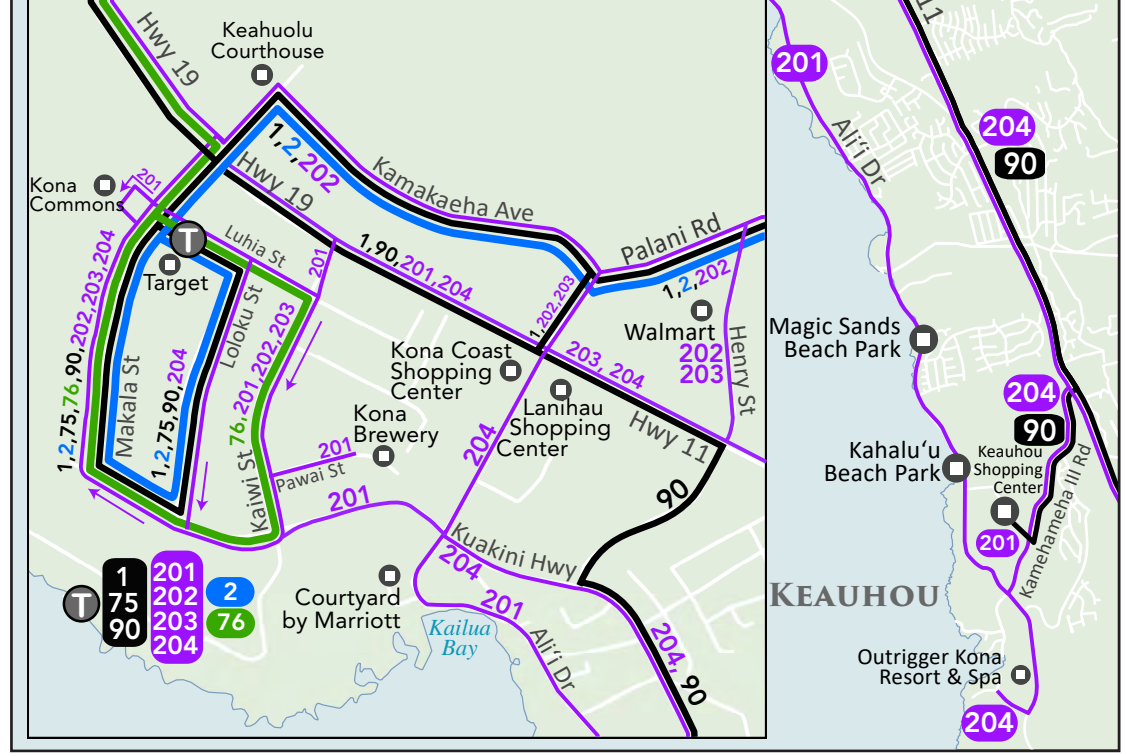 Hwy 19
Keahuolu
Courthouse
1,2,202
Kamakaeha Ave
Hwy 19
201
Kona
Commons
T
Target
Luhia St
201
1,90,201,204
Palani Rd
1,2,202
1,202,203
Walmart
202
203
Henry St
203, 204
1,2,75,76,90,202,203,204
Makala St
1,2,75,90,204
Loloku St
76,201,202,203
Kaiwi St
Kona Coast
Shopping
Center
Lanihau
Shopping
Center
Hwy 11
Kona
Brewery
201
Pawai St
201
204
90
Kuakini Hwy
204
201
Ali‘i Dr
204, 90
Courtyard
by Marriott
Kailua
Bay
T
1
75
90
201
202
203
204
2
76
11
201
Ali‘i Dr
204
90
Magic Sands
Beach Park
204
90
Kahalu‘u
Beach Park
Keauhou
Shopping
Center
201
Kamehameha III Rd
KEAUHOU
Outrigger Kona
Resort & Spa
204